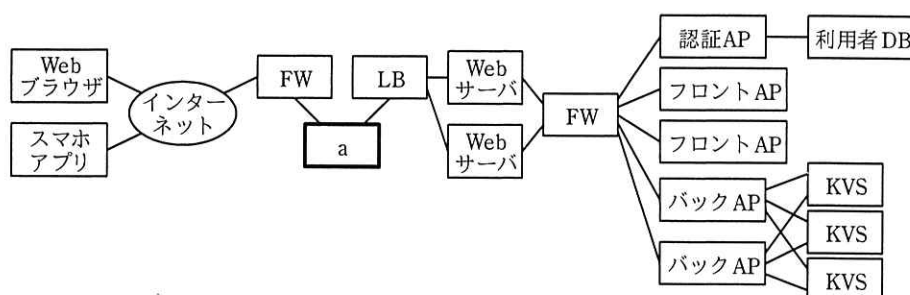 Web
ブラウザ
スマホ
アプリ
インター
ネット
FW
a
LB
Web
サーバ
Web
サーバ
FW
認証AP
利用者DB
フロントAP
フロントAP
バックAP
バックAP
KVS
KVS
KVS